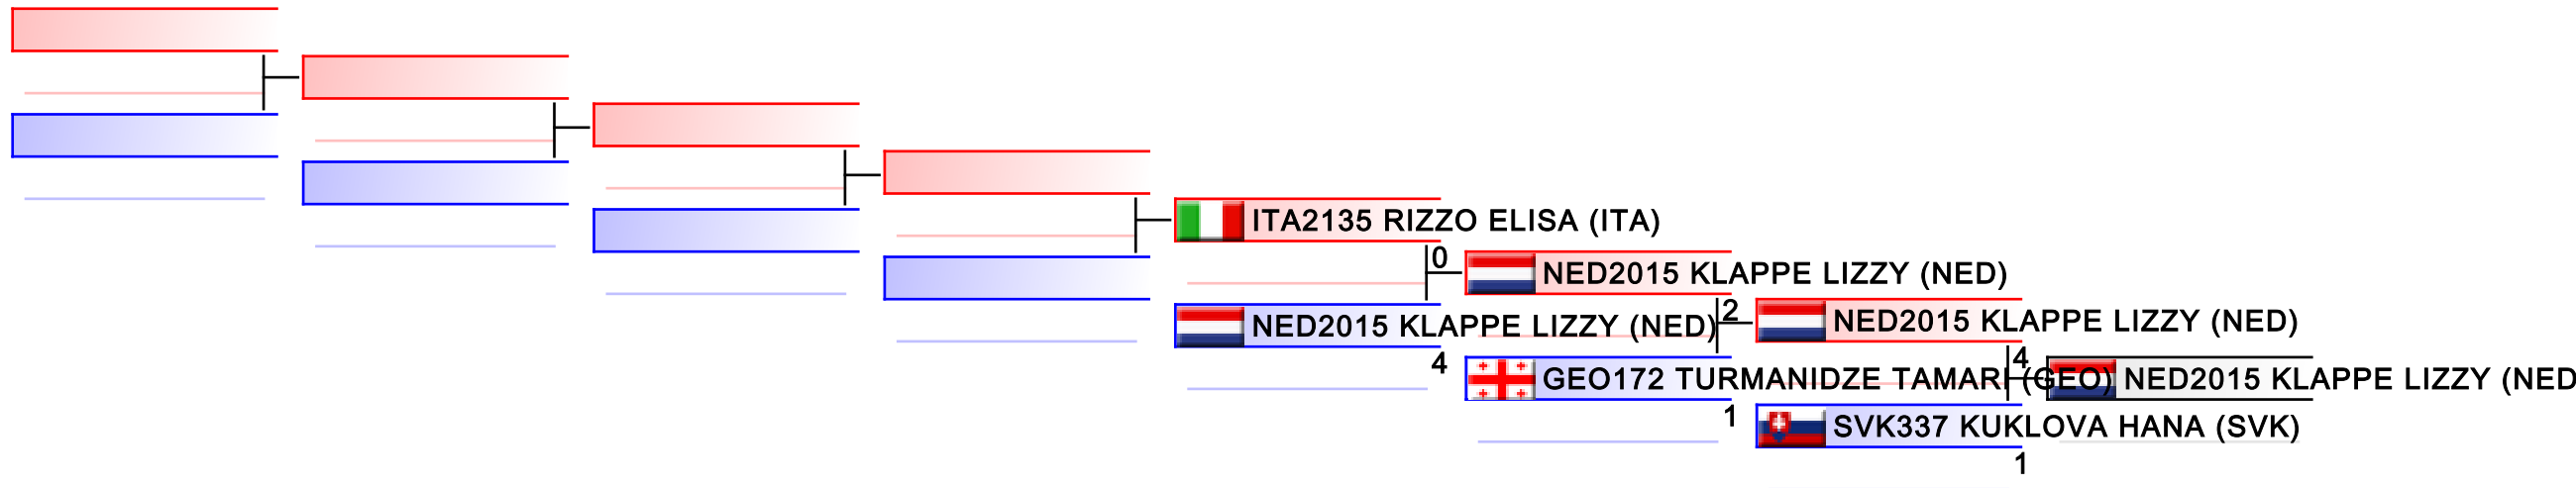 ITA2135 RIZZO ELISA (ITA)
0
NED2015 KLAPPE LIZZY (NED)
4
NED2015 KLAPPE LIZZY (NED)
2
GEO172 TURMANIDZE TAMARI (GEO)
1
NED2015 KLAPPE LIZZY (NED)
4
SVK337 KUKLOVA HANA (SVK)
1
NED2015 KLAPPE LIZZY (NED